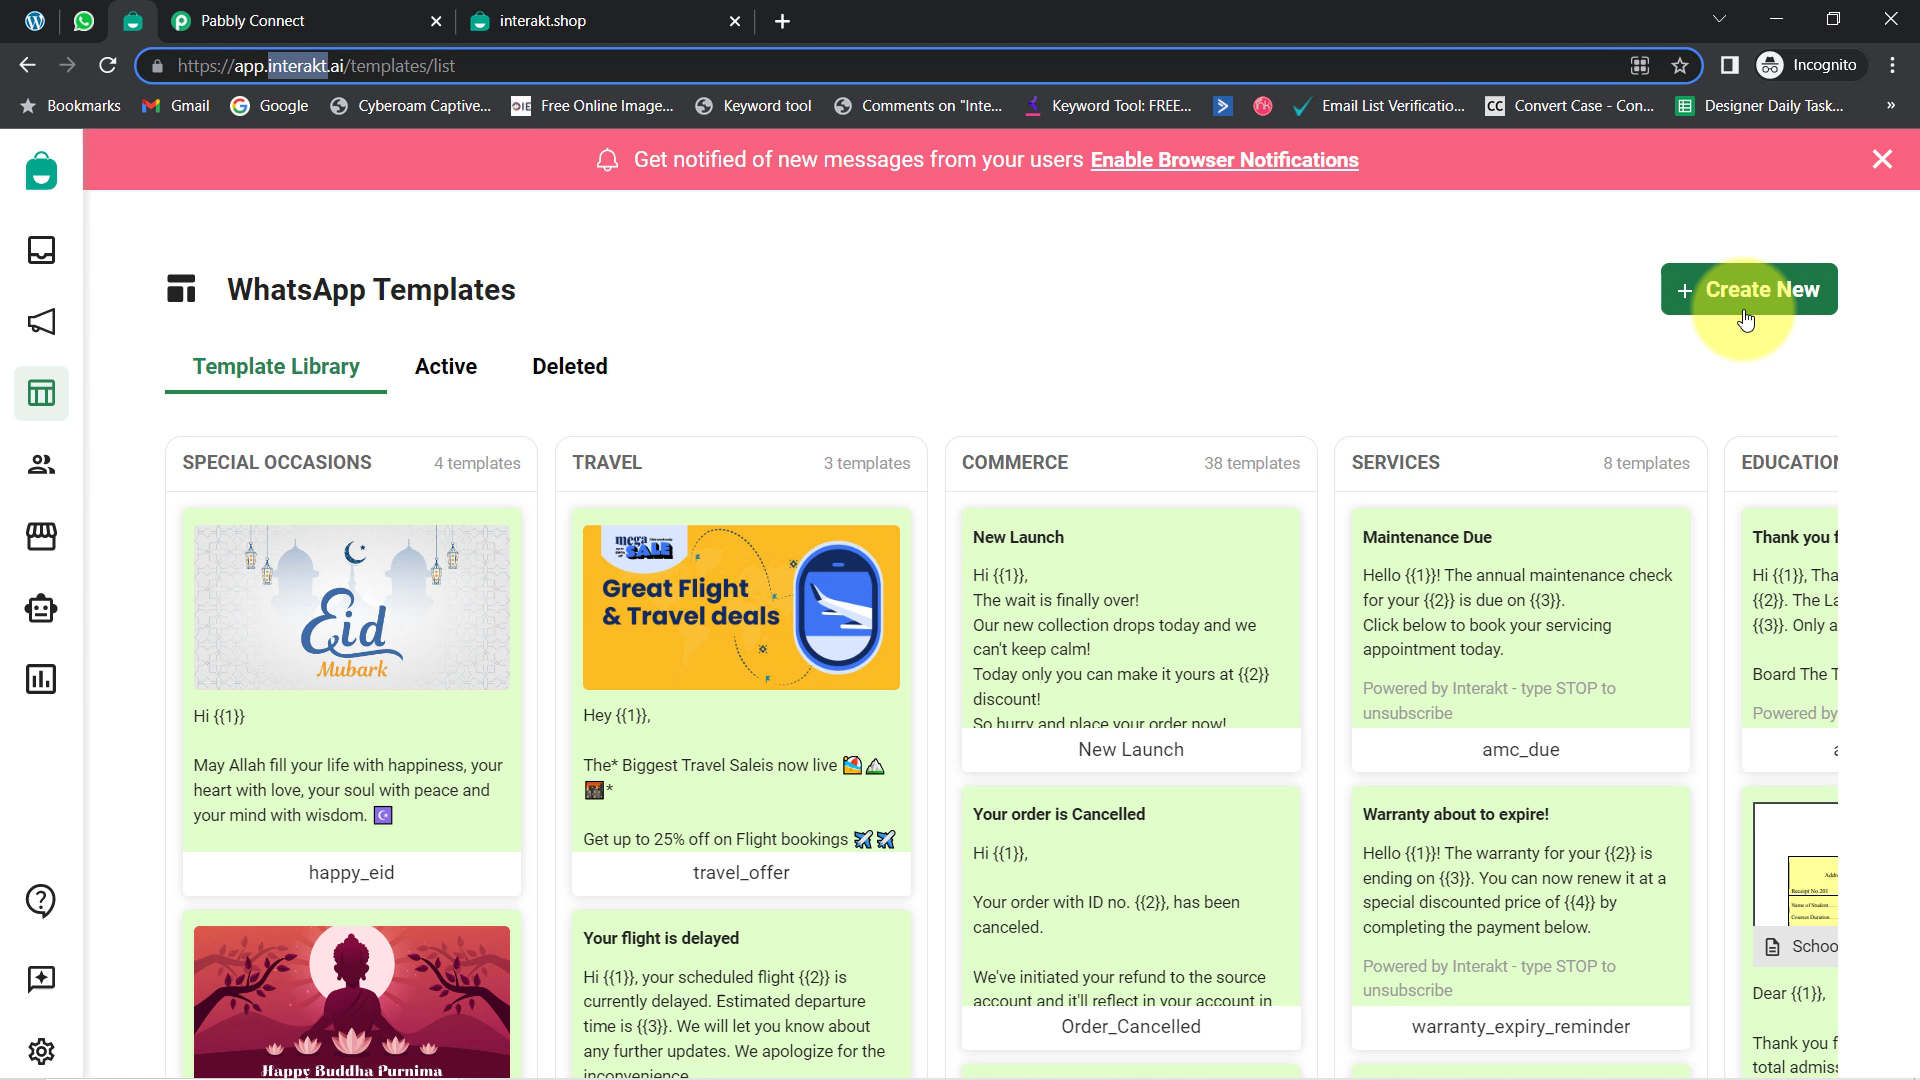 Pabbly Connect
interakt.shop
https://app.interakt.ai/templates/list
Incognito
Bookmarks
Gmail
Google
Cyberoam Captive...
Free Online Image...
Keyword tool
Comments on "Inte...
Keyword Tool: FREE...
Email List Verificatio...
CC Convert Case - Con...
Designer Daily Task...
»
Get notified of new messages from your users Enable Browser Notifications
WhatsApp Templates
+ Create New
Template Library
Active
Deleted
SPECIAL OCCASIONS
4 templates
Eid
Mubark
Hi {{1}}
May Allah fill your life with happiness, your
heart with love, your soul with peace and
your mind with wisdom. ☪️
happy_eid
Happy Buddha Purnima
TRAVEL
3 templates
mega
SALE
Great Flight
& Travel deals
Hey {{1}},
The* Biggest Travel Saleis now live
*
Get up to 25% off on Flight bookings ✈️✈️
travel_offer
Your flight is delayed
Hi {{1}}, your scheduled flight {{2}} is
currently delayed. Estimated departure
time is {{3}}. We will let you know about
any further updates. We apologize for the
inconvenience
COMMERCE
38 templates
New Launch
Hi {{1}},
The wait is finally over!
Our new collection drops today and we
can't keep calm!
Today only you can make it yours at {{2}}
discount!
So hurry and place your order now!
New Launch
Your order is Cancelled
Hi {{1}},
Your order with ID no. {{2}}, has been
canceled.
We've initiated your refund to the source
account and it'll reflect in your account in
Order_Cancelled
SERVICES
8 templates
Maintenance Due
Hello {{1}}! The annual maintenance check
for your {{2}} is due on {{3}}.
Click below to book your servicing
appointment today.
Powered by Interakt - type STOP to
unsubscribe
amc_due
Warranty about to expire!
Hello {{1}}! The warranty for your {{2}} is
ending on {{3}}. You can now renew it at a
special discounted price of {{4}} by
completing the payment below.
Powered by Interakt - type STOP to
unsubscribe
warranty_expiry_reminder
EDUCATION
Thank you f
Hi {{1}}, Tha
{{2}}. The La
{{3}}. Only a
Board The T
Powered by
Addre
Receipt No.201
Name of Student
Courses Duration
Schoo
Dear {{1}},
Thank you f
total admiss